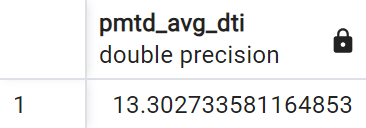 pmtd_avg_dti
double precision
1 13.302733581164853